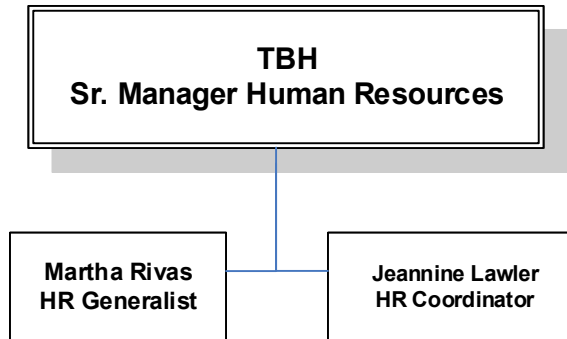 TBH
Sr. Manager Human Resources
Martha Rivas
HR Generalist
Jeannine Lawler
HR Coordinator